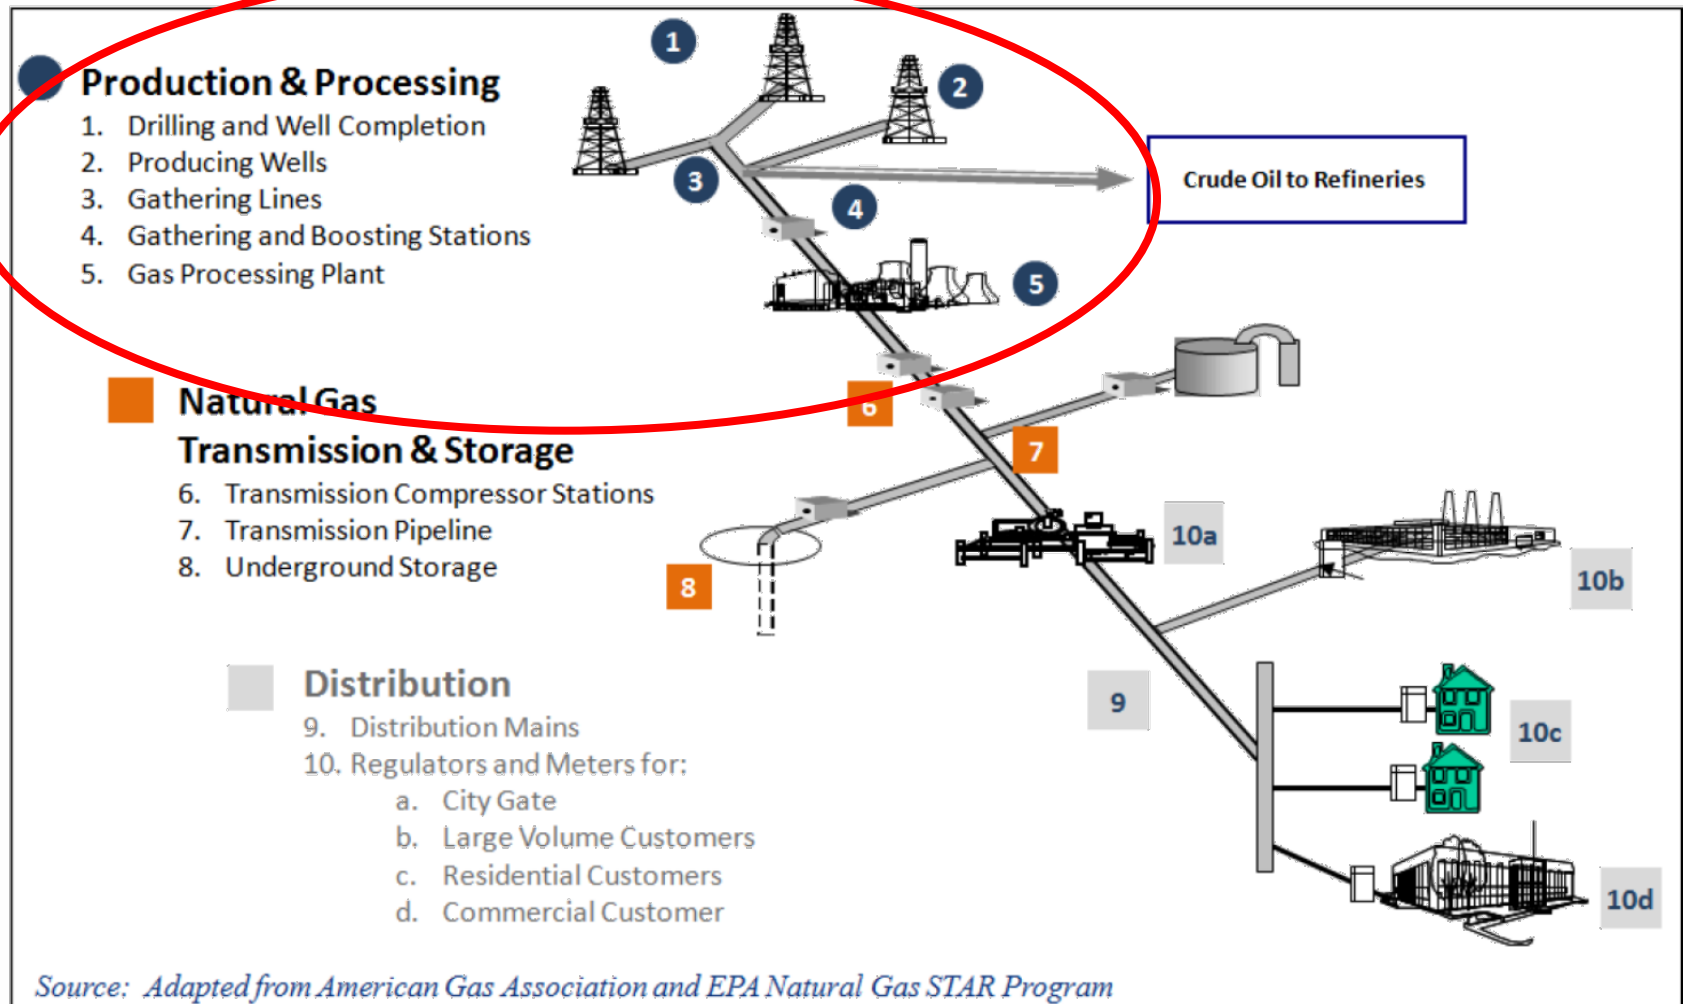 Production & Processing
1. Drilling and Well Completion
2. Producing Wells
3. Gathering Lines
4. Gathering and Boosting Stations
5. Gas Processing Plant
1
2
3
4
5
Crude Oil to Refineries
Natural Gas
Transmission & Storage
6. Transmission Compressor Stations
7. Transmission Pipeline
8. Underground Storage
6
7
8
10a
10b
Distribution
9. Distribution Mains
10. Regulators and Meters for:
a. City Gate
b. Large Volume Customers
c. Residential Customers
d. Commercial Customer
9
10c
10d
Source: Adapted from American Gas Association and EPA Natural Gas STAR Program